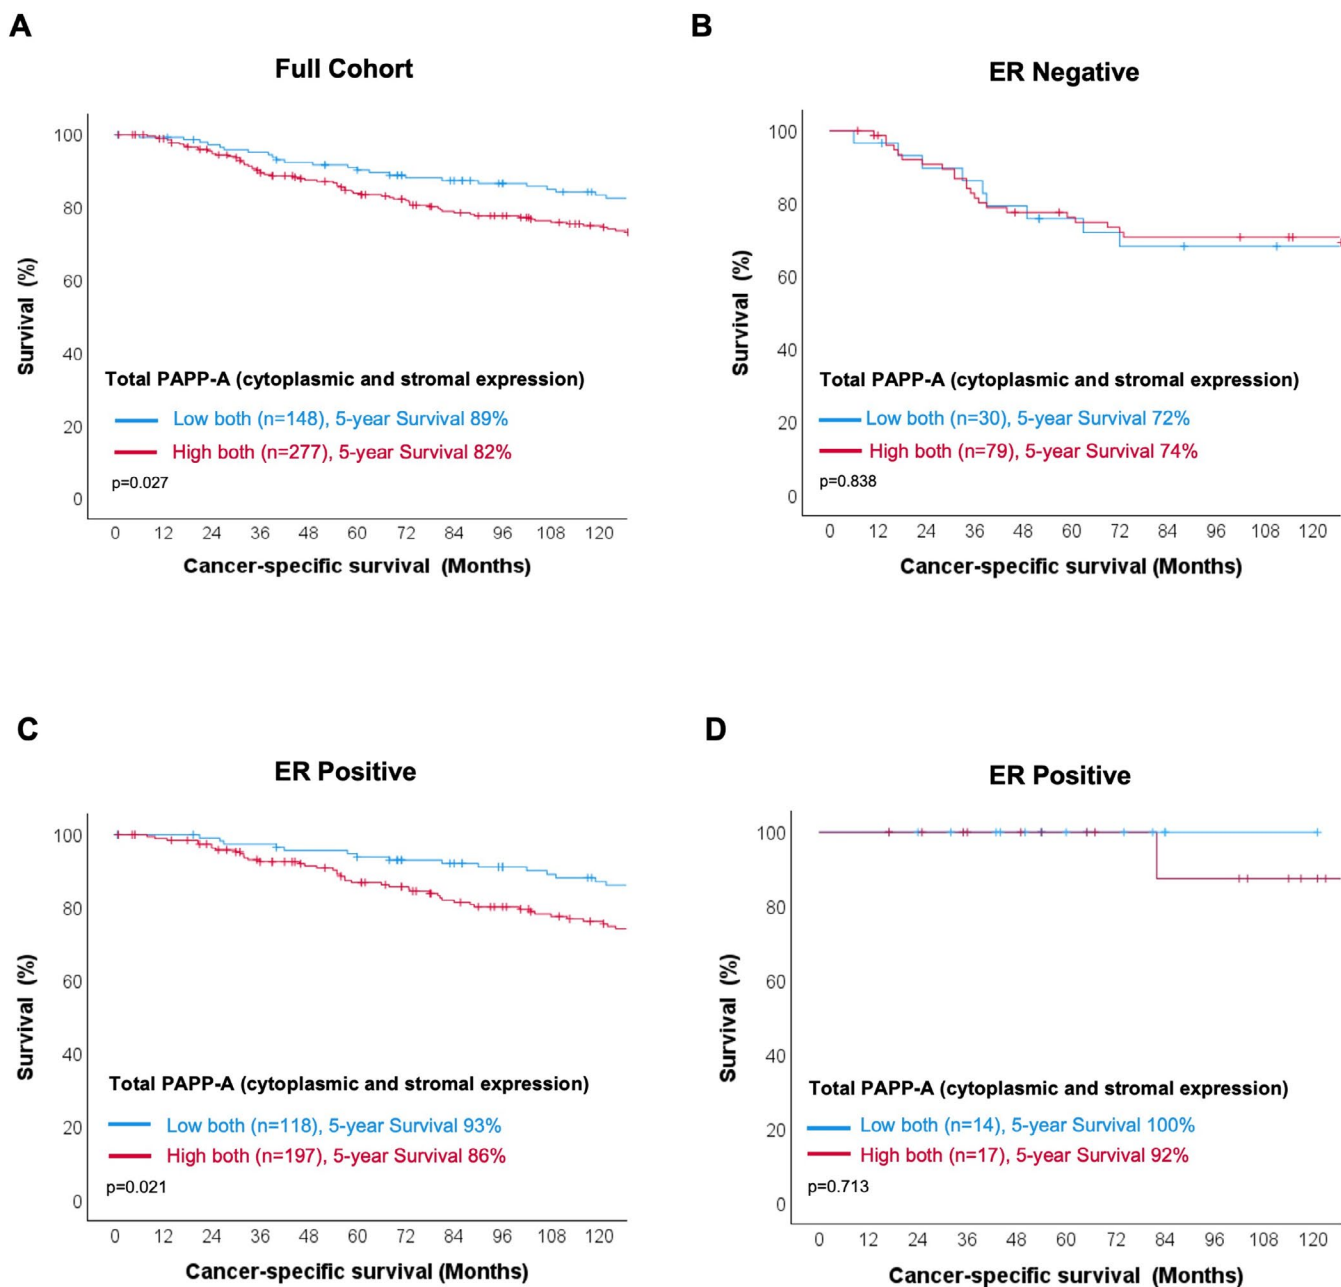 A
Full Cohort
Survival (%)
100
80
60
40
20
0
Total PAPP-A (cytoplasmic and stromal expression)
Low both (n=148), 5-year Survival 89%
High both (n=277), 5-year Survival 82%
p=0.027
0 12 24 36 48 60 72 84 96 108 120
Cancer-specific survival (Months)
B
ER Negative
Survival (%)
100
80
60
40
20
0
Total PAPP-A (cytoplasmic and stromal expression)
Low both (n=30), 5-year Survival 72%
High both (n=79), 5-year Survival 74%
p=0.838
0 12 24 36 48 60 72 84 96 108 120
Cancer-specific survival (Months)
C
ER Positive
Survival (%)
100
80
60
40
20
0
Total PAPP-A (cytoplasmic and stromal expression)
Low both (n=118), 5-year Survival 93%
High both (n=197), 5-year Survival 86%
p=0.021
0 12 24 36 48 60 72 84 96 108 120
Cancer-specific survival (Months)
D
ER Positive
Survival (%)
100
80
60
40
20
0
Total PAPP-A (cytoplasmic and stromal expression)
Low both (n=14), 5-year Survival 100%
High both (n=17), 5-year Survival 92%
p=0.713
0 12 24 36 48 60 72 84 96 108 120
Cancer-specific survival (Months)